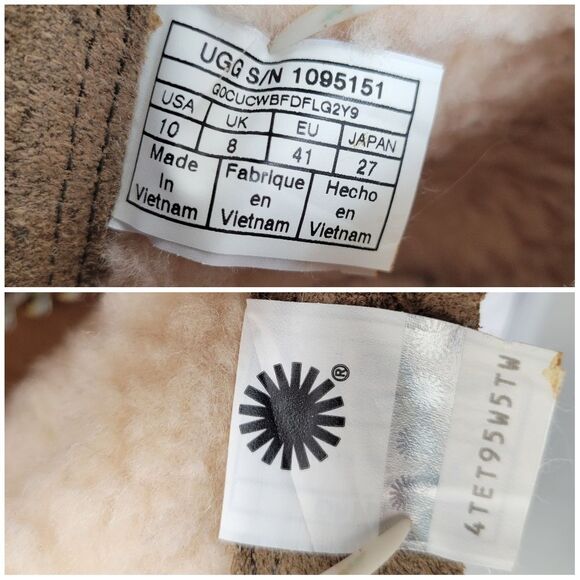 UGG S/N 1095151
G0CUCWBFDFLG2Y9
USA UK EU JAPAN
10 8 41 27
Made Fabrique Hecho
In en en
Vietnam Vietnam Vietnam
®
4TET95W5TW